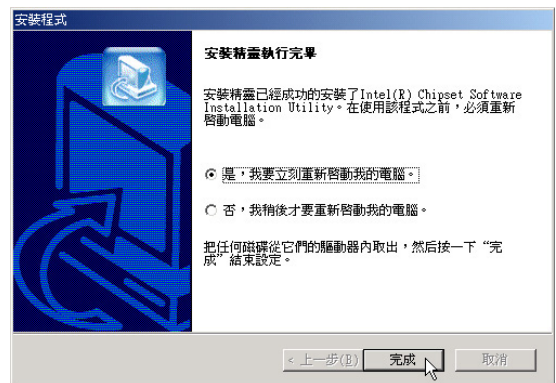 安裝程式
安裝精靈執行完畢
安裝精靈已經成功的安裝了Intel(R) Chipset Software
Installation Utility。在使用該程式之前，必須重新
啓動電腦。
是，我要立刻重新啓動我的電腦。
否，我稍後才要重新啓動我的電腦。
把任何磁碟從它們的驅動器內取出，然后按一下“完
成”結束設定。
< 上一步(B)
完成
取消